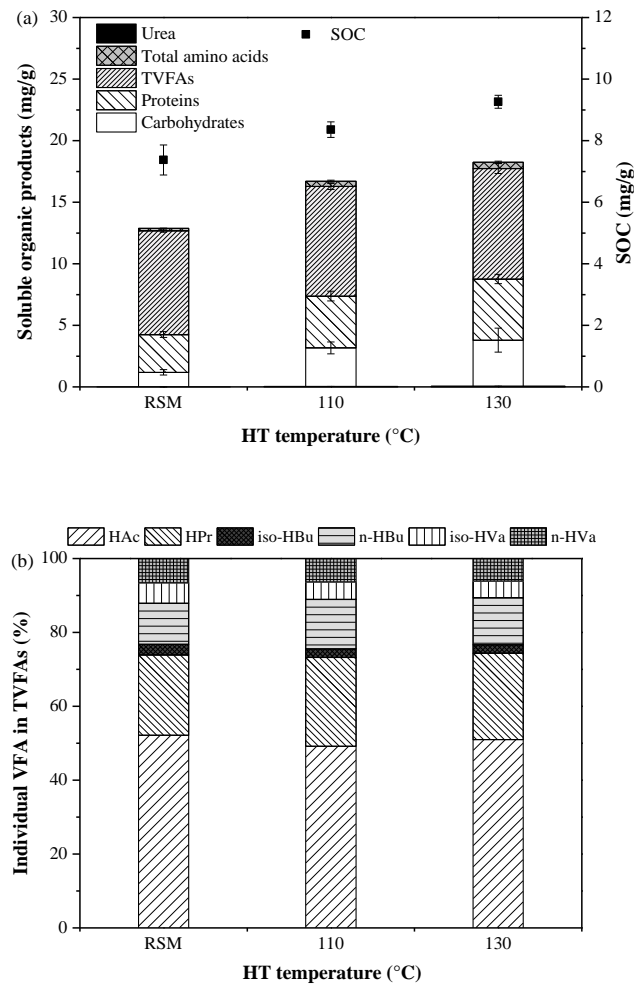 (a)
Urea
Total amino acids
TVFAs
Proteins
Carbohydrates
SOC
30
25
20
15
10
5
0
12
10
8
6
4
2
0
Soluble organic products (mg/g)
SOC (mg/g)
RSM 110 130
HT temperature (°C)
HAc HPr iso-HBu n-HBu iso-HVa n-HVa
(b)
100
80
60
40
20
0
Individual VFA in TVFAs (%)
RSM 110 130
HT temperature (°C)